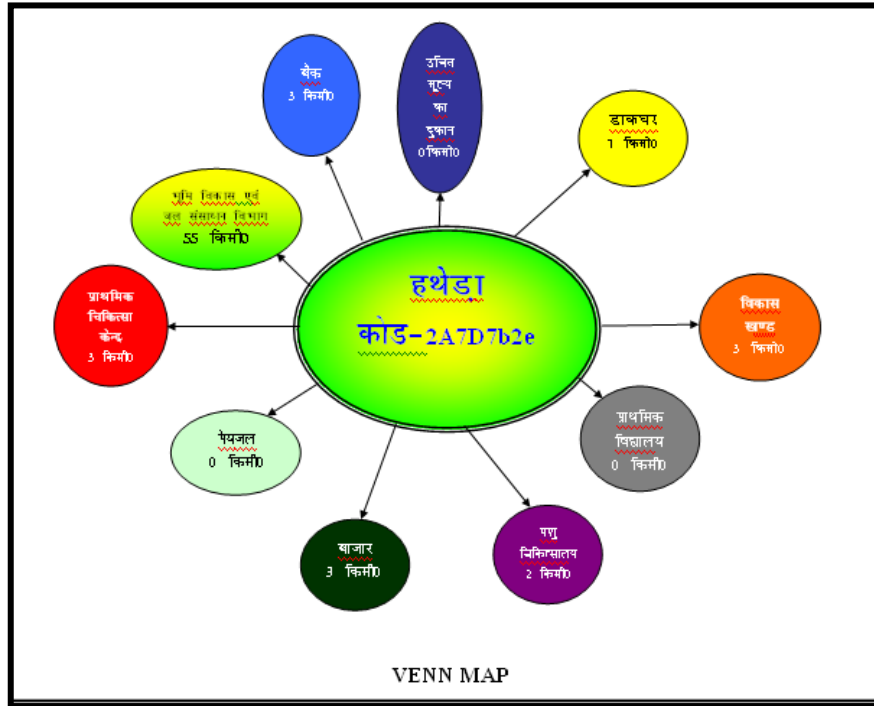 बैंक
3 किमी0
उचित
मूल्य
का
दुकान
0किमी0
डाकघर
1 किमी0
भूमि विकास एवं
जल संसाधन विभाग
55 किमी0
हथेडा़
कोड-2A7D7b2e
प्राथमिक
चिकित्सा
केन्द्र
3 किमी0
विकास
खण्ड
3 किमी0
पेयजल
0 किमी0
प्राथमिक
विद्यालय
0 किमी0
बाजार
3 किमी0
पशु
चिकित्सालय
2 किमी0
VENN MAP